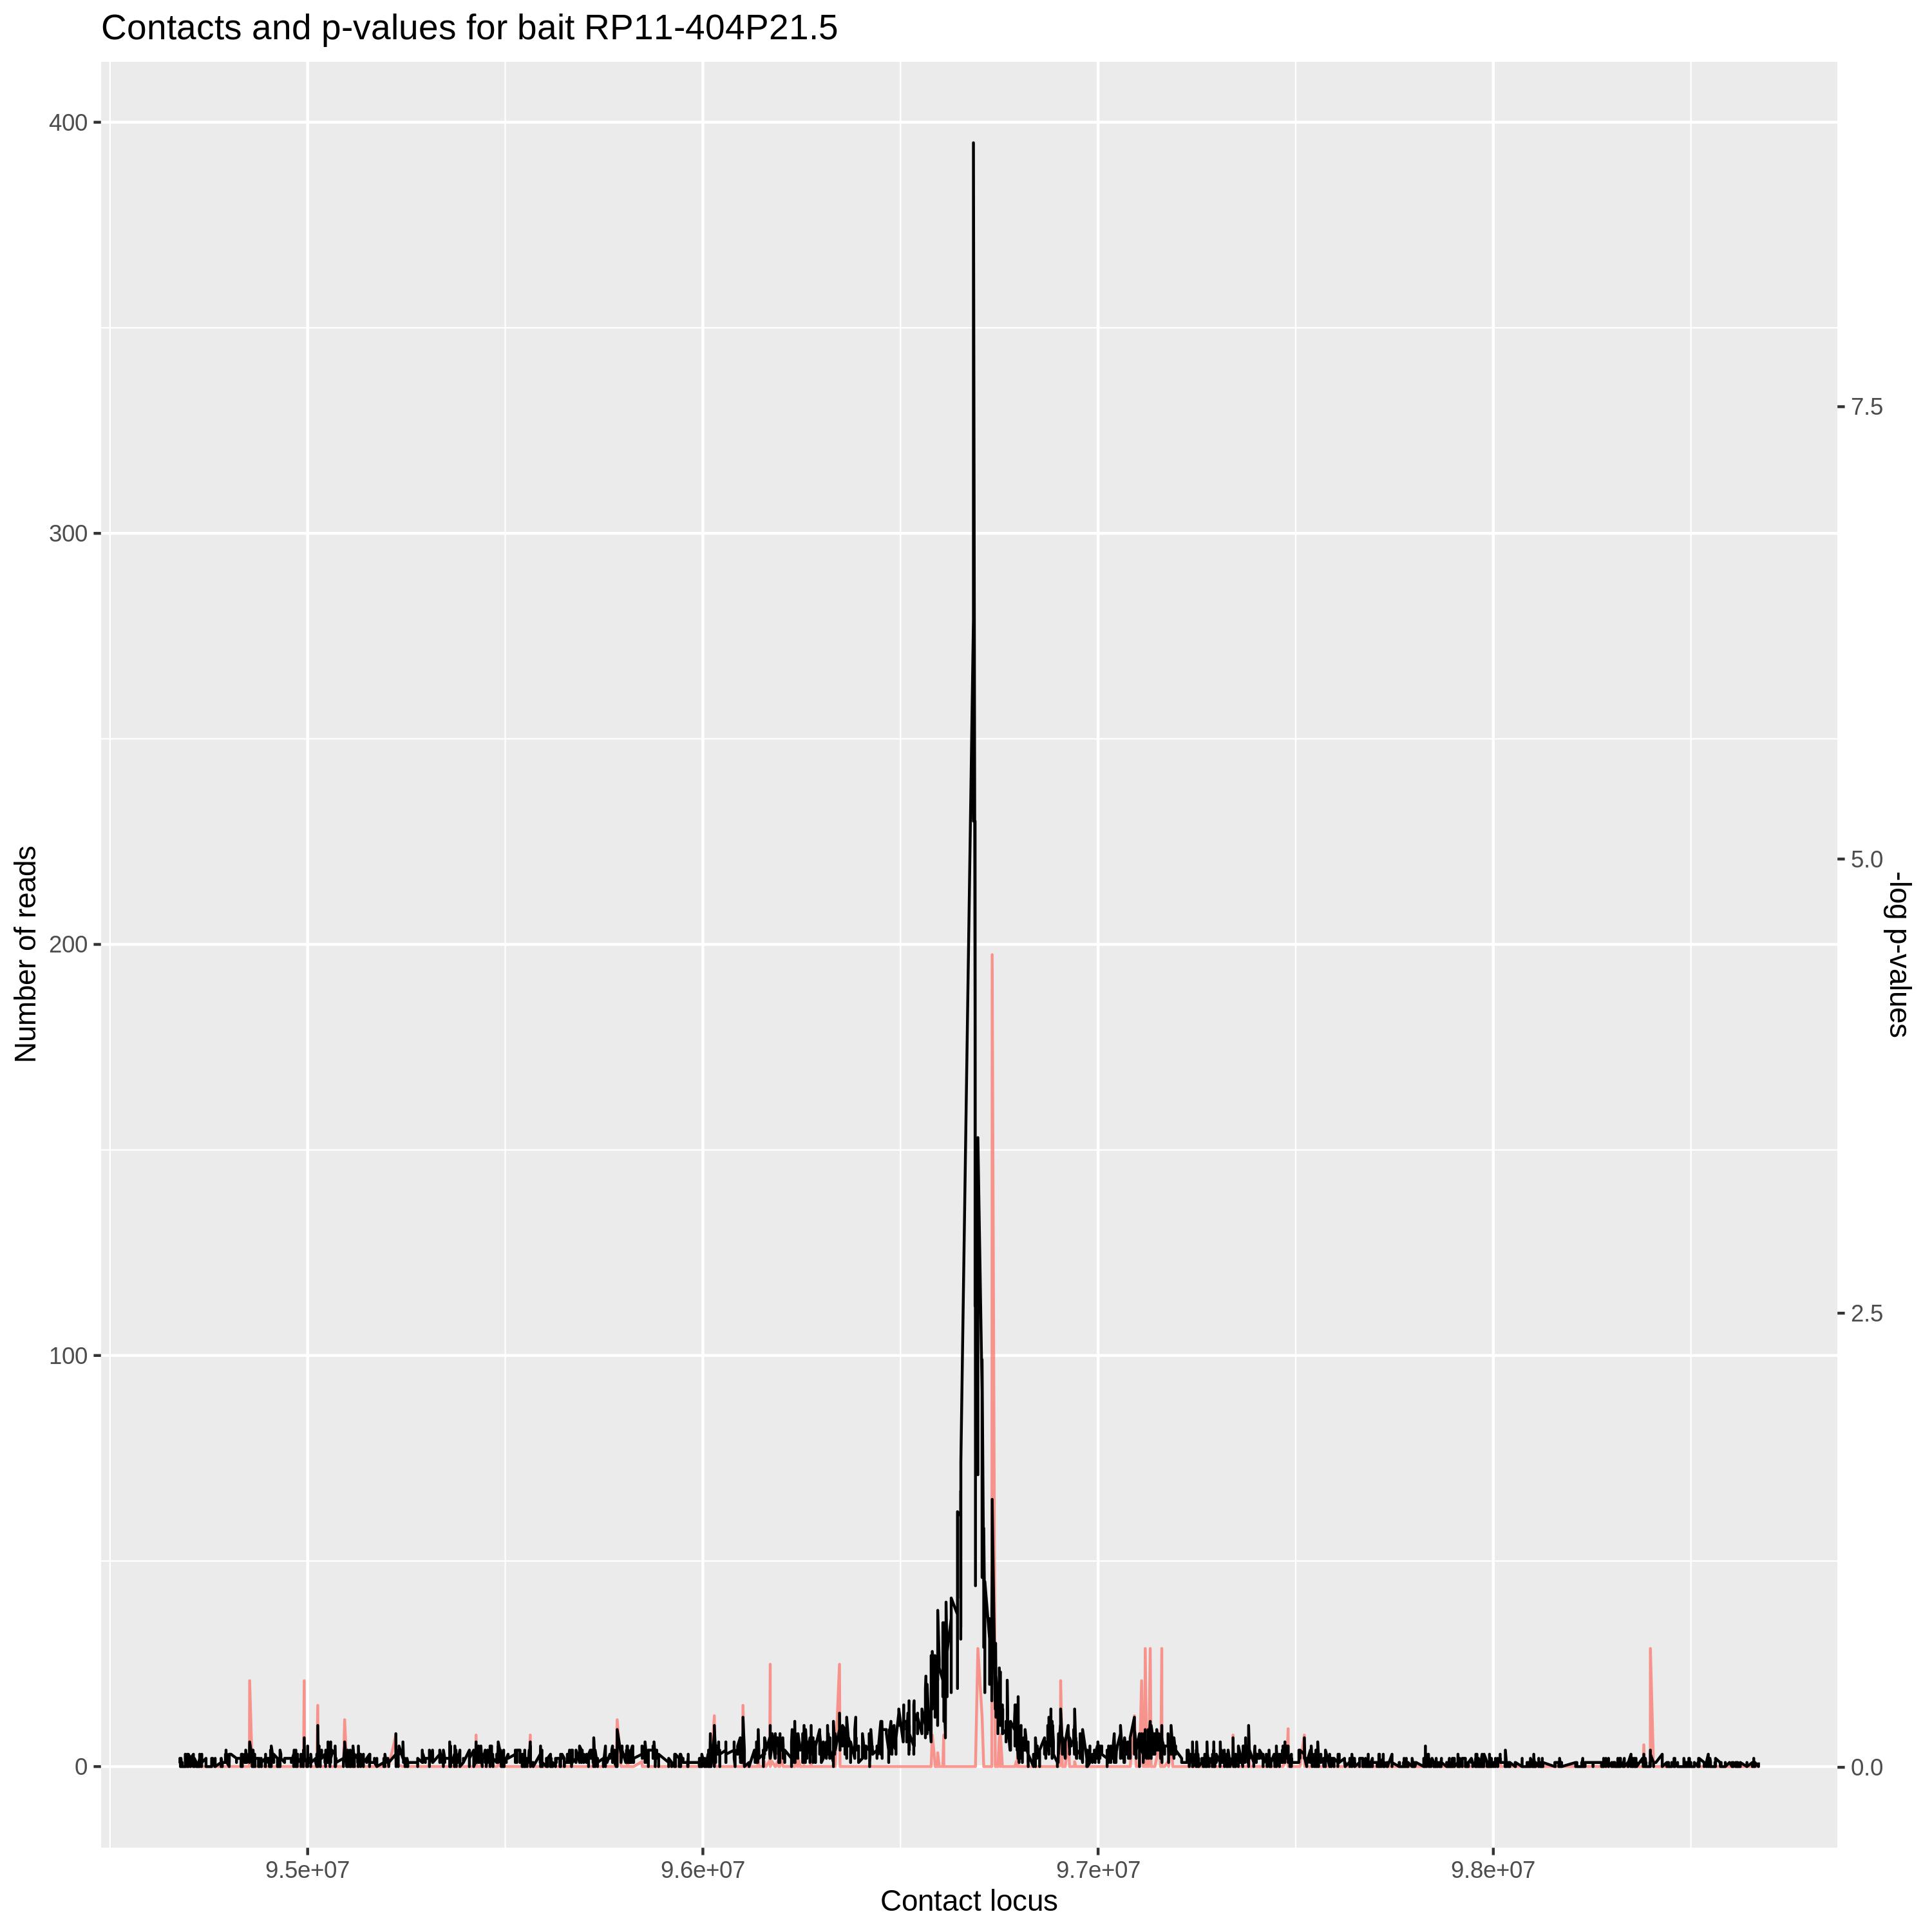 Contacts and p-values for bait RP11-404P21.5
400
300
200
100
0
Number of reads
7.5
5.0
2.5
0.0
-log p-values
9.5e+07 9.6e+07 9.7e+07 9.8e+07
Contact locus